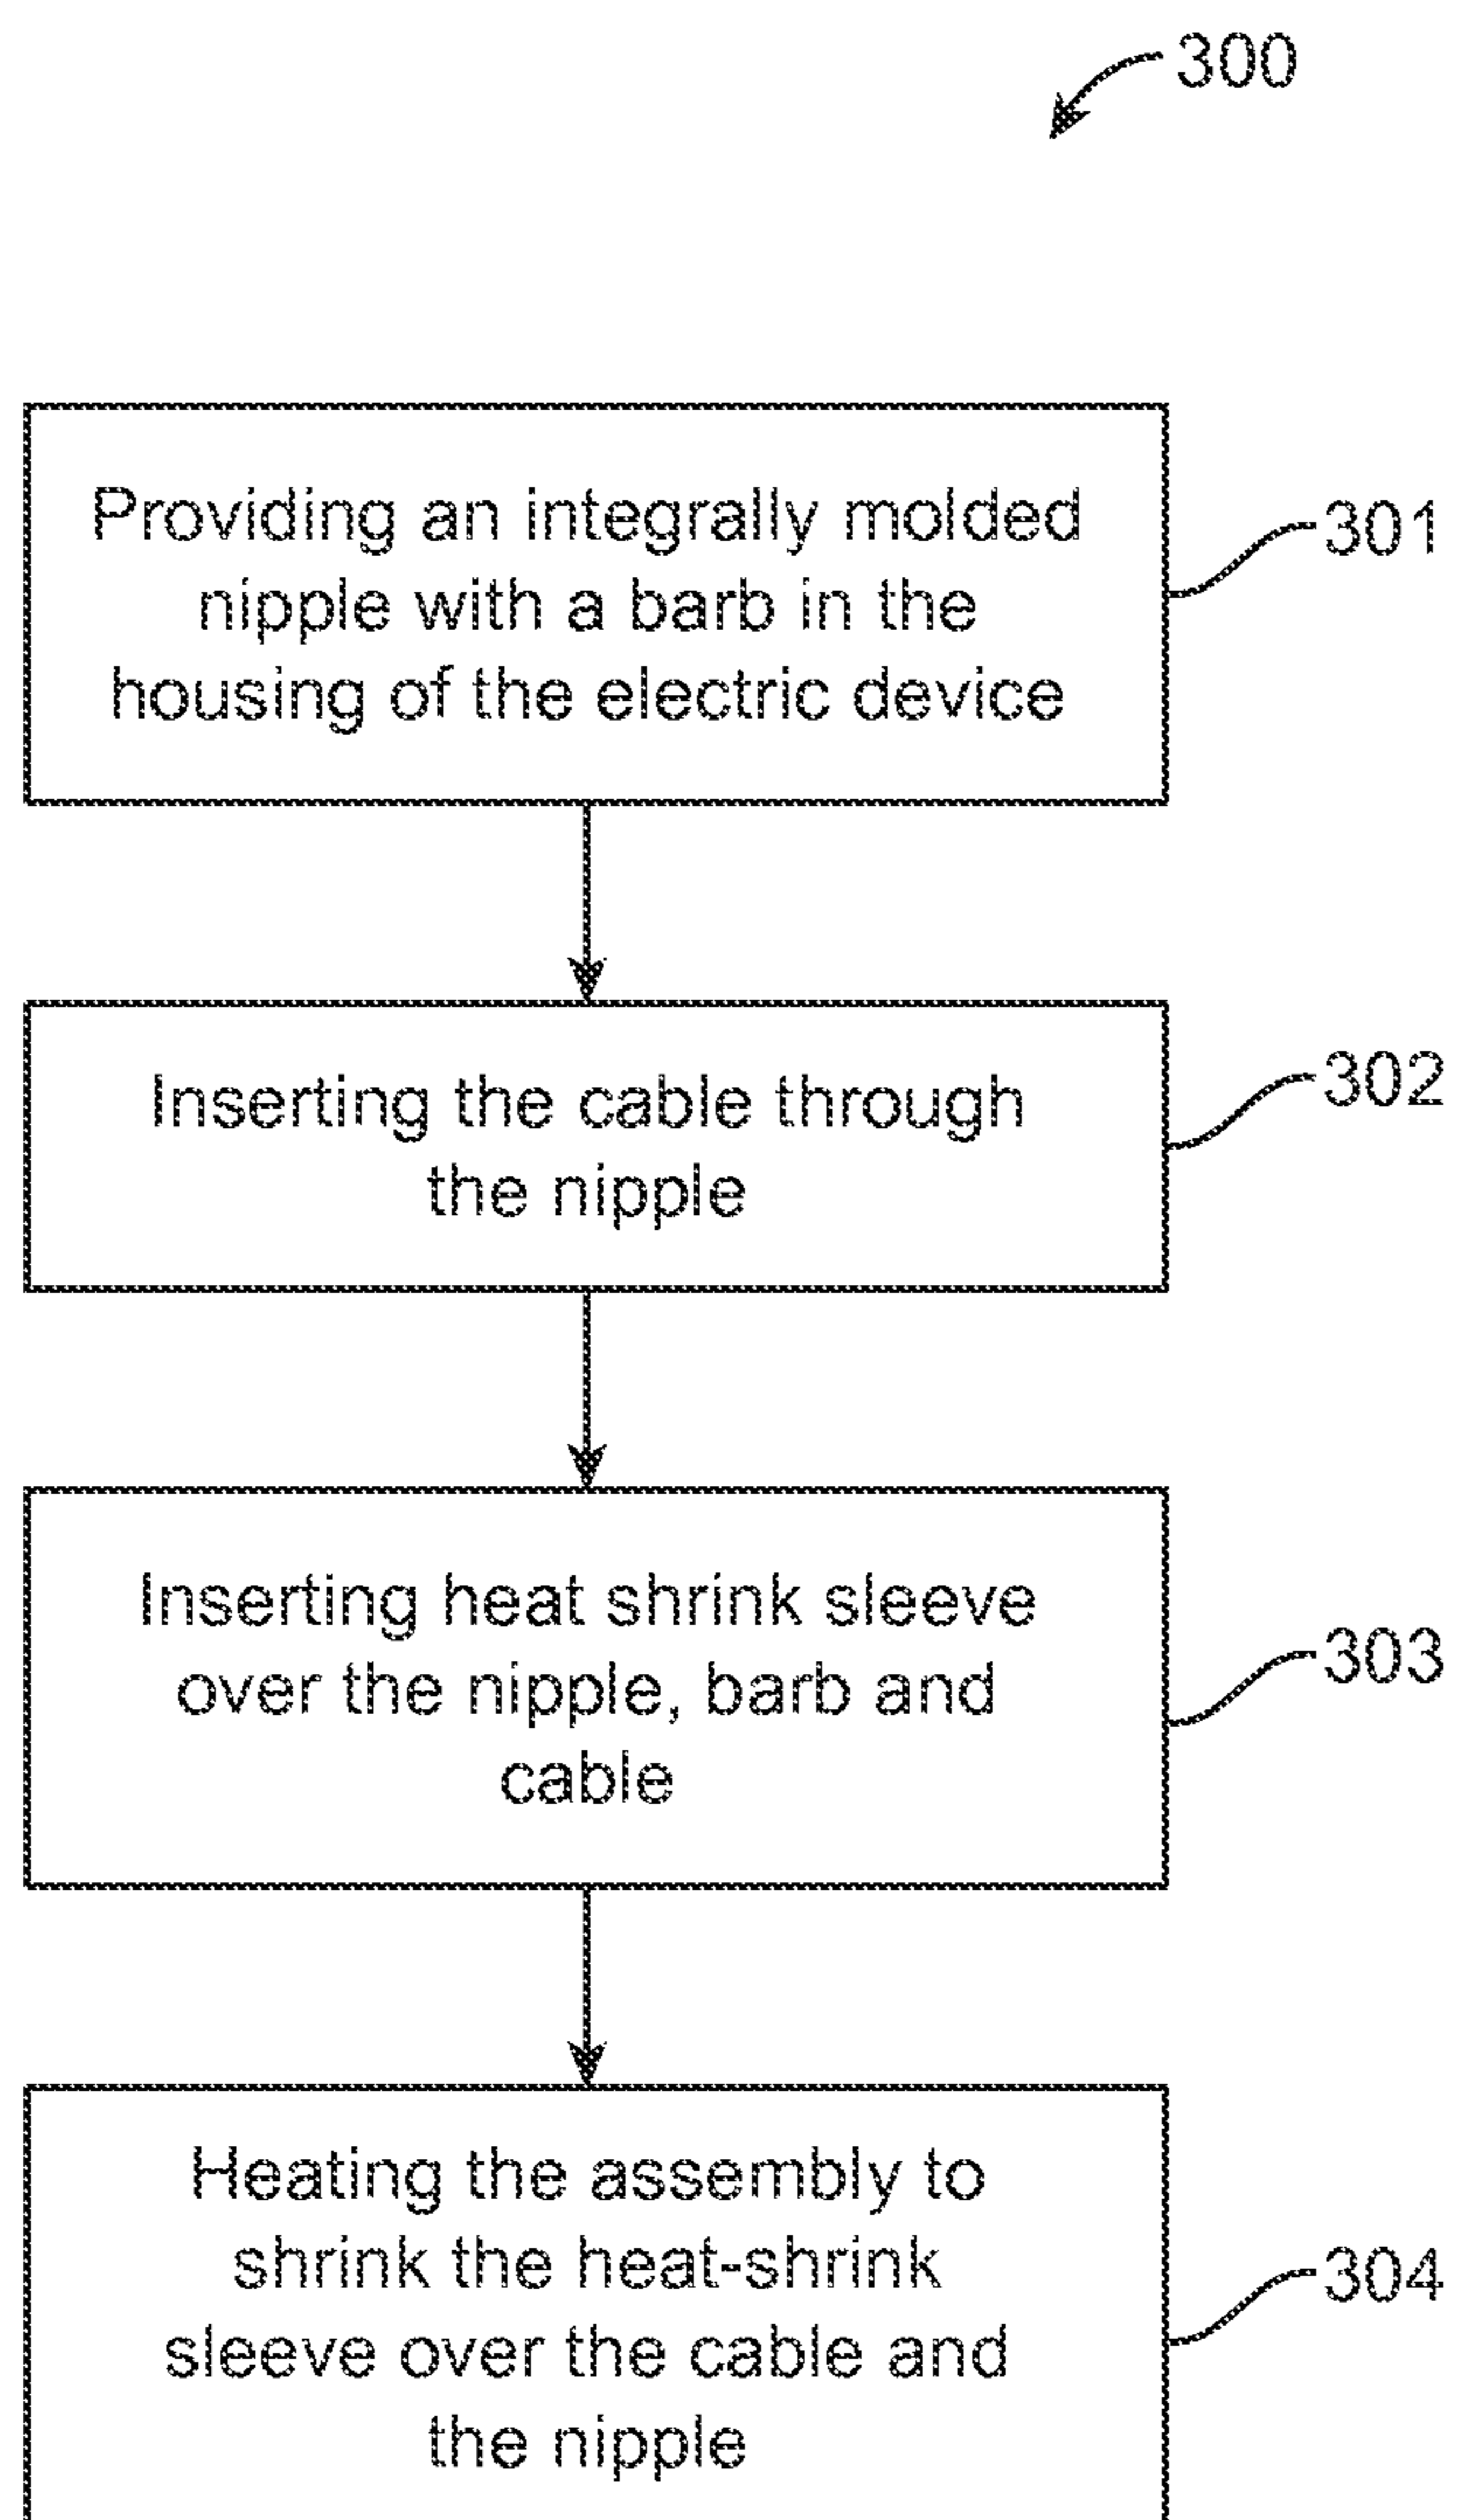 300
Providing an integrally molded
nipple with a barb in the
housing of the electric device
301
Inserting the cable through
the nipple
302
Inserting heat shrink sleeve
over the nipple, barb and
cable
303
Heating the assembly to
shrink the heat-shrink
sleeve over the cable and
the nipple
304